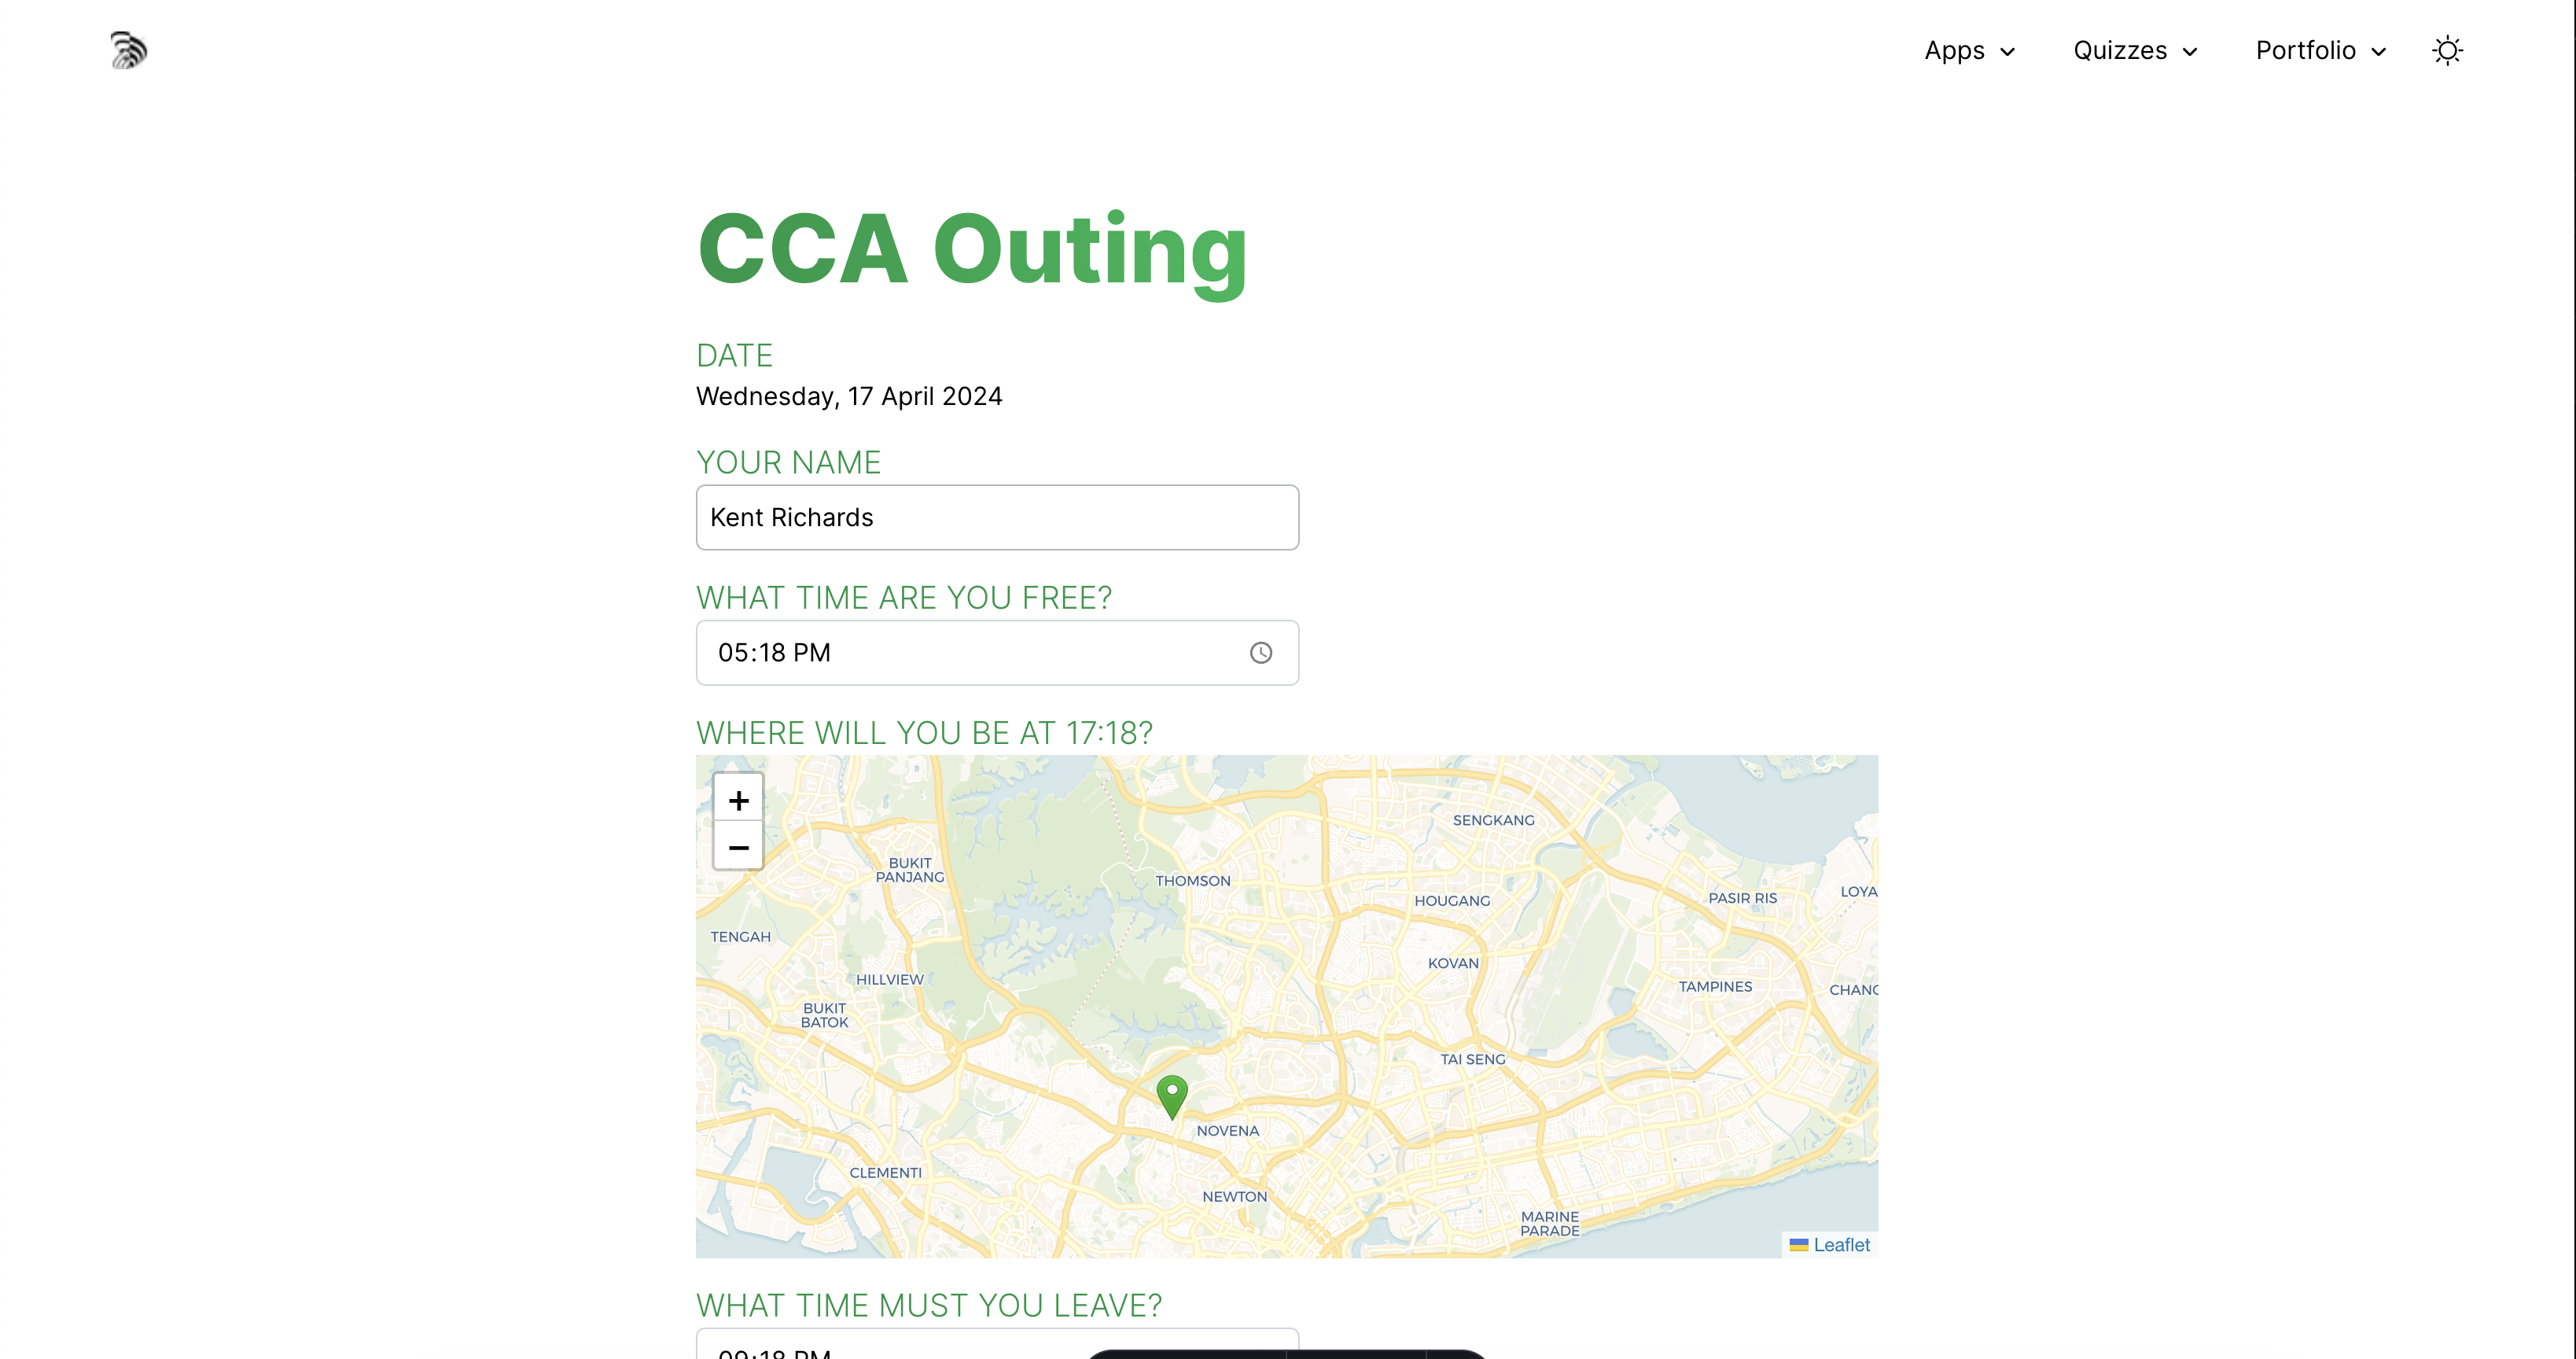 Apps
Quizzes
Portfolio
CCA Outing
DATE
Wednesday, 17 April 2024
YOUR NAME
Kent Richards
WHAT TIME ARE YOU FREE?
05:18 PM
WHERE WILL YOU BE AT 17:18?
+
−
SENGKANG
BUKIT
PANJANG
THOMSON
HOUGANG
PASIR RIS
LOYA
TENGAH
KOVAN
HILLVIEW
TAMPINES
CHANG
BUKIT
BATOK
TAI SENG
NOVENA
CLEMENTI
NEWTON
MARINE
PARADE
Leaflet
WHAT TIME MUST YOU LEAVE?
09:18 PM